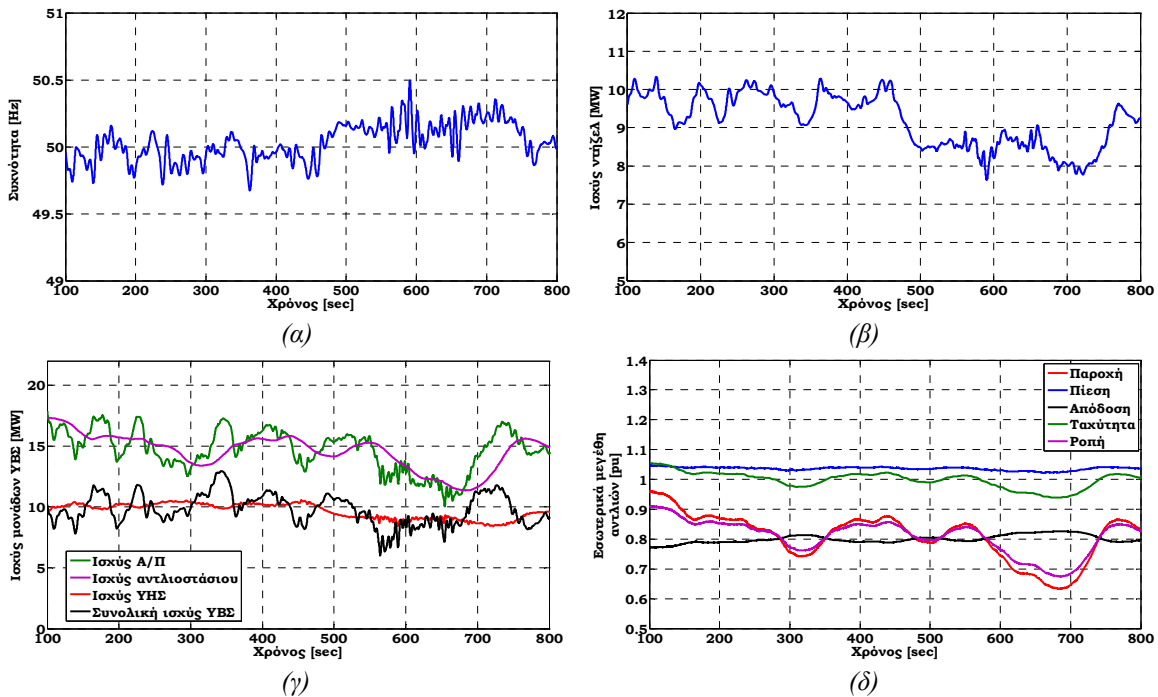 51
50.5
50
49.5
49
Συχνότητα [Hz]
100 200 300 400 500 600 700 800
Χρόνος [sec]
(α)
12
11
10
9
8
7
6
5
Ισχύς ντίζελ [MW]
100 200 300 400 500 600 700 800
Χρόνος [sec]
(β)
20
15
10
5
0
Ισχύς μονάδων ΥΒΣ [MW]
Ισχύς Α/Π
Ισχύς αντλιοστάσιου
Ισχύς ΥΗΣ
Συνολική ισχύς ΥΒΣ
100 200 300 400 500 600 700 800
Χρόνος [sec]
(γ)
1.4
1.3
1.2
1.1
1
0.9
0.8
0.7
0.6
0.5
Εσωτερικά μεγέθη
αντλιών [pu]
Παροχή
Πίεση
Απόδοση
Ταχύτητα
Ροπή
100 200 300 400 500 600 700 800
Χρόνος [sec]
(δ)